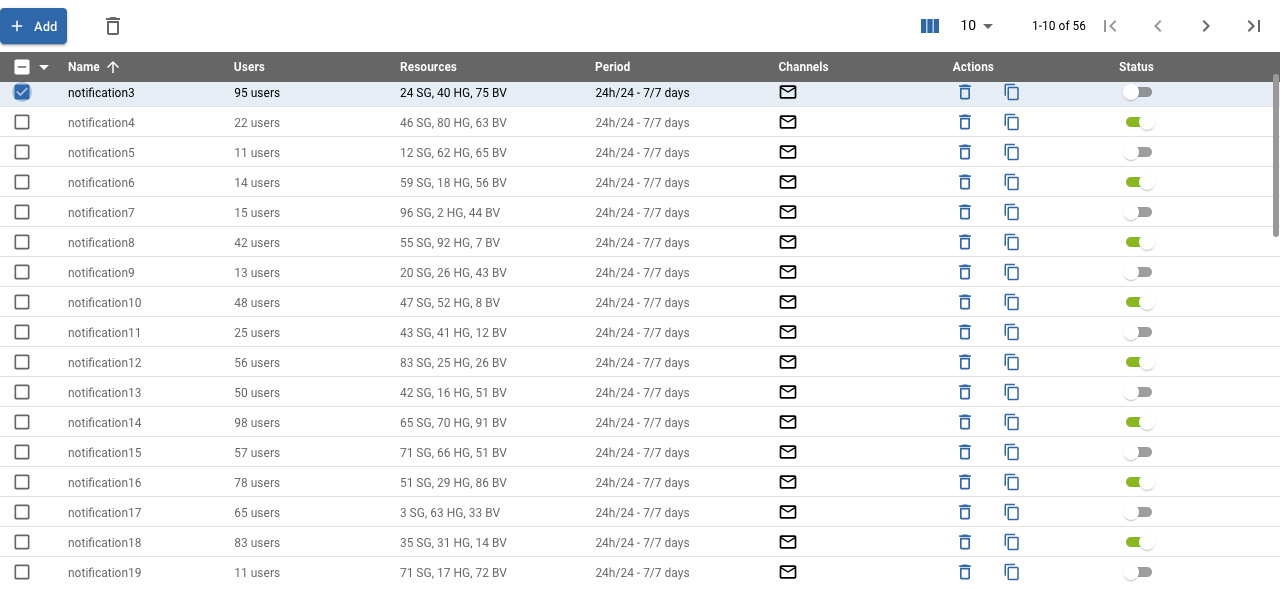 Add 10 1-10 of 56
Name Users Resources Period Channels Actions Status
notification3 95 users 24 SG, 40 HG, 75 BV 24h/24 - 7/7 days
notification4 22 users 46 SG, 80 HG, 63 BV 24h/24 - 7/7 days
notification5 11 users 12 SG, 62 HG, 65 BV 24h/24 - 7/7 days
notification6 14 users 59 SG, 18 HG, 56 BV 24h/24 - 7/7 days
notification7 15 users 96 SG, 2 HG, 44 BV 24h/24 - 7/7 days
notification8 42 users 55 SG, 92 HG, 7 BV 24h/24 - 7/7 days
notification9 13 users 20 SG, 26 HG, 43 BV 24h/24 - 7/7 days
notification10 48 users 47 SG, 52 HG, 8 BV 24h/24 - 7/7 days
notification11 25 users 43 SG, 41 HG, 12 BV 24h/24 - 7/7 days
notification12 56 users 83 SG, 25 HG, 26 BV 24h/24 - 7/7 days
notification13 50 users 42 SG, 16 HG, 51 BV 24h/24 - 7/7 days
notification14 98 users 65 SG, 70 HG, 91 BV 24h/24 - 7/7 days
notification15 57 users 71 SG, 66 HG, 51 BV 24h/24 - 7/7 days
notification16 78 users 51 SG, 29 HG, 86 BV 24h/24 - 7/7 days
notification17 65 users 3 SG, 63 HG, 33 BV 24h/24 - 7/7 days
notification18 83 users 35 SG, 31 HG, 14 BV 24h/24 - 7/7 days
notification19 11 users 71 SG, 17 HG, 72 BV 24h/24 - 7/7 days